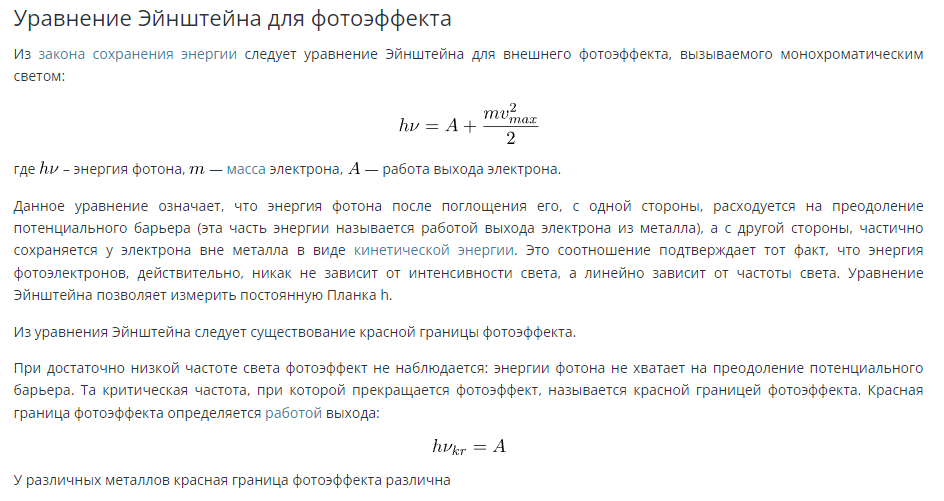 Уравнение Эйнштейна для фотоэффекта
Из закона сохранения энергии следует уравнение Эйнштейна для внешнего фотоэффекта, вызываемого монохроматическим
светом:
hν = A + mv²max / 2
где hν – энергия фотона, m — масса электрона, A — работа выхода электрона.
Данное уравнение означает, что энергия фотона после поглощения его, с одной стороны, расходуется на преодоление
потенциального барьера (эта часть энергии называется работой выхода электрона из металла), а с другой стороны, частично
сохраняется у электрона вне металла в виде кинетической энергии. Это соотношение подтверждает тот факт, что энергия
фотоэлектронов, действительно, никак не зависит от интенсивности света, а линейно зависит от частоты света. Уравнение
Эйнштейна позволяет измерить постоянную Планка h.
Из уравнения Эйнштейна следует существование красной границы фотоэффекта.
При достаточно низкой частоте света фотоэффект не наблюдается: энергии фотона не хватает на преодоление потенциального
барьера. Та критическая частота, при которой прекращается фотоэффект, называется красной границей фотоэффекта. Красная
граница фотоэффекта определяется работой выхода:
hνkr = A
У различных металлов красная граница фотоэффекта различна